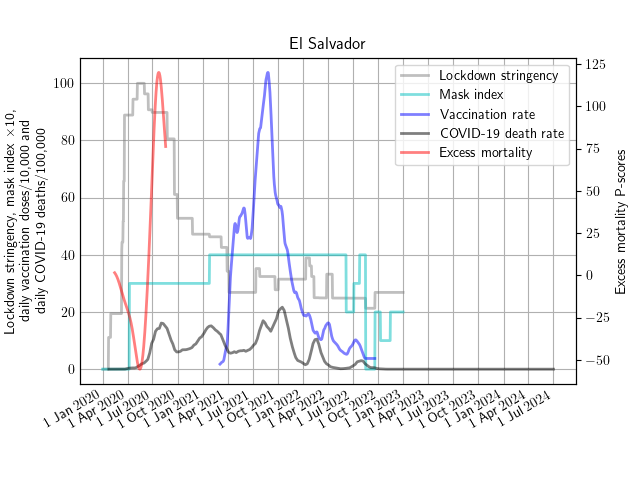 El Salvador
Lockdown stringency, mask index ×10,
daily vaccination doses/10,000 and
daily COVID-19 deaths/100,000
100
80
60
40
20
0
Lockdown stringency
Mask index
Vaccination rate
COVID-19 death rate
Excess mortality
125
100
75
50
25
0
−25
−50
Excess mortality P-scores
1 Jan 2020
1 Apr 2020
1 Jul 2020
1 Oct 2020
1 Jan 2021
1 Apr 2021
1 Jul 2021
1 Oct 2021
1 Jan 2022
1 Apr 2022
1 Jul 2022
1 Oct 2022
1 Jan 2023
1 Apr 2023
1 Jul 2023
1 Oct 2023
1 Jan 2024
1 Apr 2024
1 Jul 2024